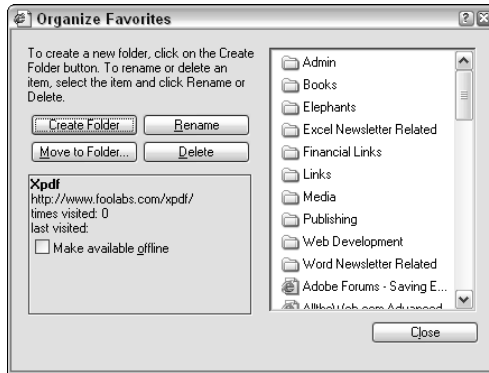 Organize Favorites
To create a new folder, click on the Create
Folder button. To rename or delete an
item, select the item and click Rename or
Delete.
Create Folder
Rename
Move to Folder...
Delete
Xpdf
http://www.foolabs.com/xpdf/
times visited: 0
last visited:
Make available offline
Admin
Books
Elephants
Excel Newsletter Related
Financial Links
Links
Media
Publishing
Web Development
Word Newsletter Related
Adobe Forums - Saving E...
AlltheWeb.com Advanced
Close